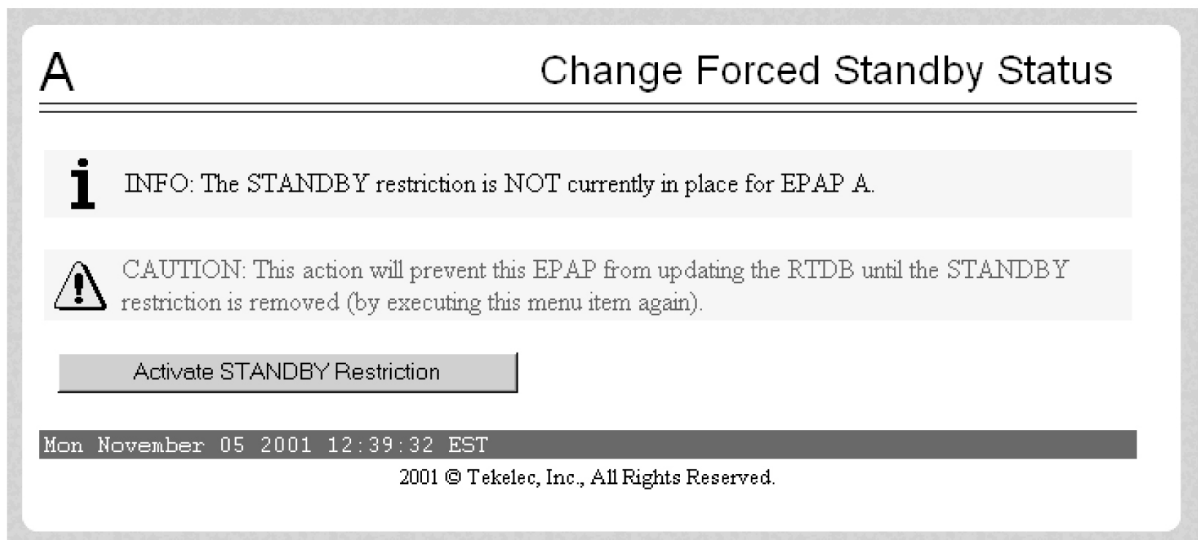 A
Change Forced Standby Status
INFO: The STANDBY restriction is NOT currently in place for EPAP A.
CAUTION: This action will prevent this EPAP from updating the RTDB until the STANDBY
restriction is removed (by executing this menu item again).
Activate STANDBY Restriction
Mon November 05 2001 12:39:32 EST
2001 © Tekelec, Inc., All Rights Reserved.